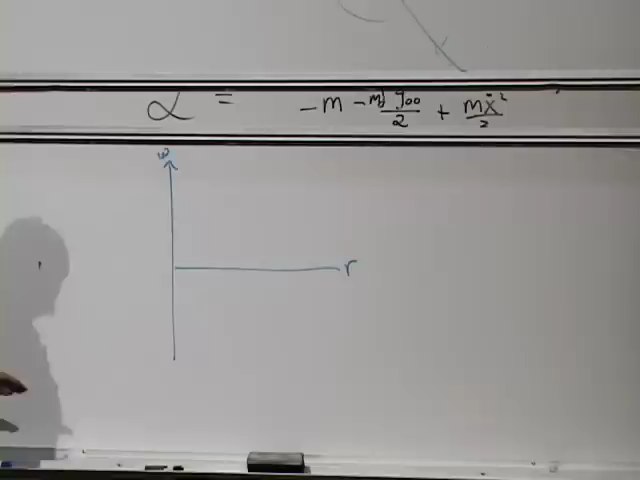 α = -m - m g₀₀/2 + mẋ²/2
r